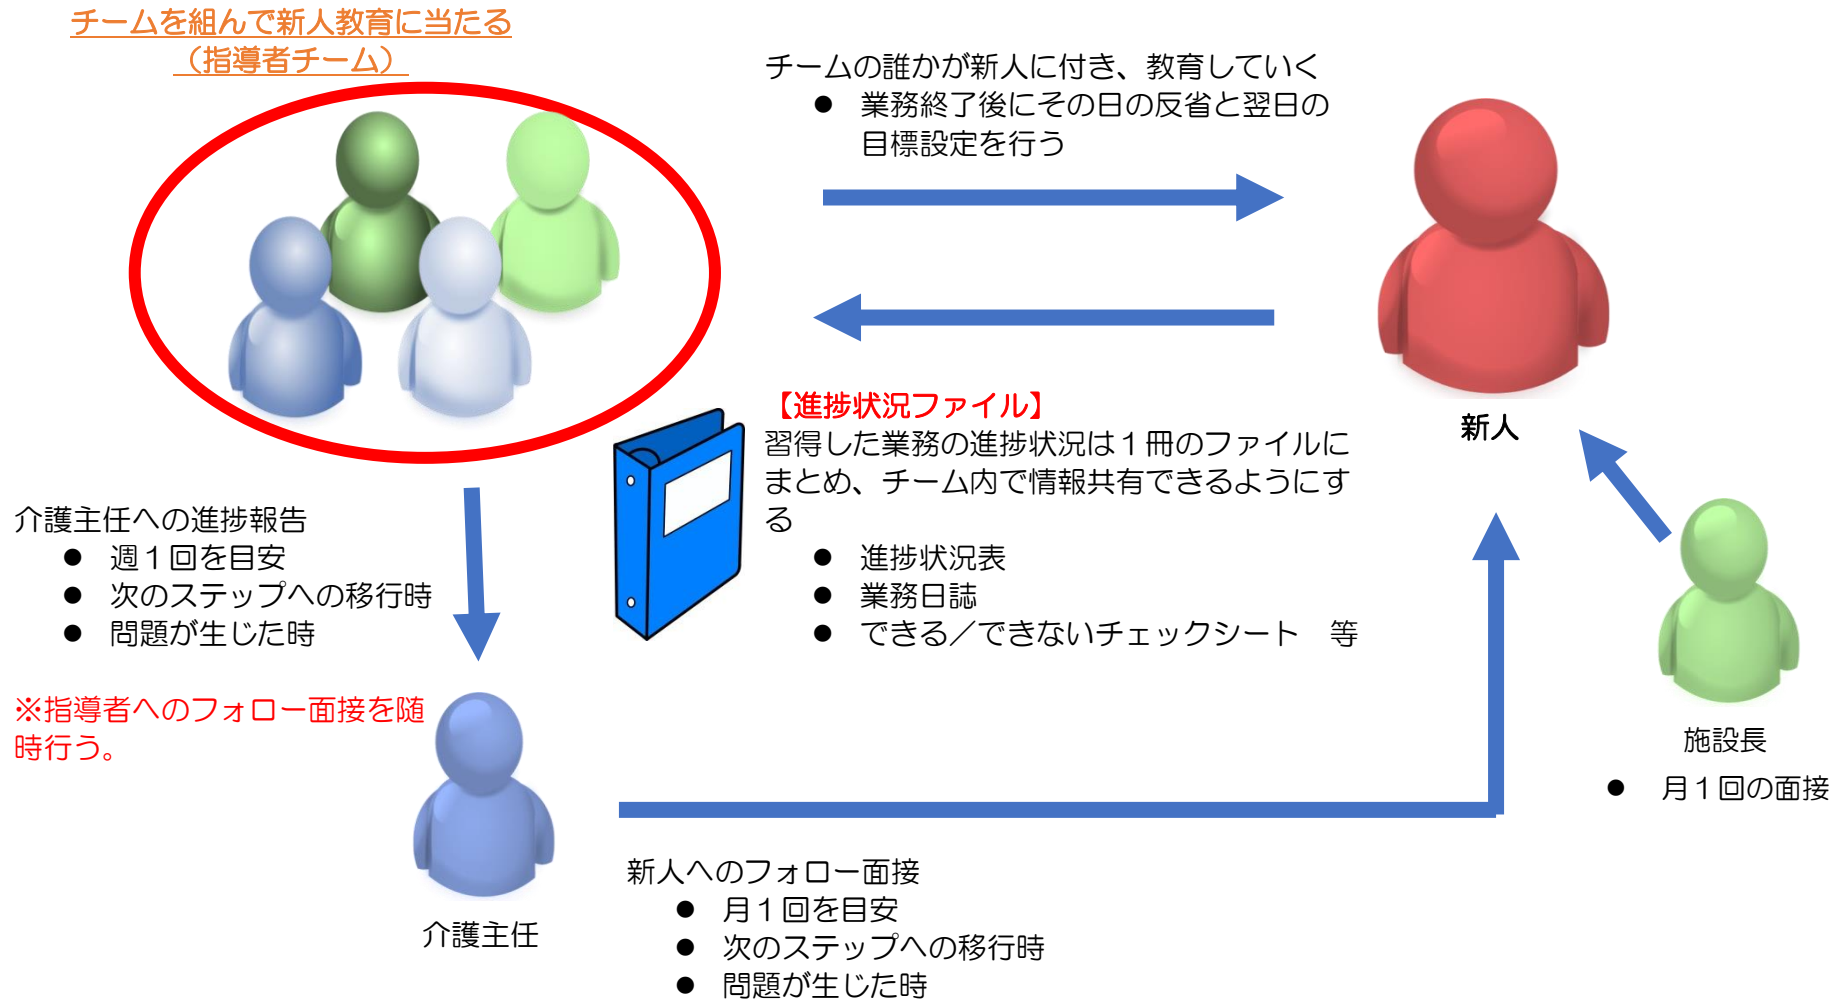 チームを組んで新人教育に当たる
（指導者チーム）
チームの誰かが新人に付き、教育していく
● 業務終了後にその日の反省と翌日の
目標設定を行う
新人
【進捗状況ファイル】
習得した業務の進捗状況は１冊のファイルに
まとめ、チーム内で情報共有できるようにす
る
● 進捗状況表
● 業務日誌
● できる／できないチェックシート　等
介護主任への進捗報告
● 週１回を目安
● 次のステップへの移行時
● 問題が生じた時
※指導者へのフォロー面接を随
時行う。
施設長
● 月１回の面接
介護主任
新人へのフォロー面接
● 月１回を目安
● 次のステップへの移行時
● 問題が生じた時